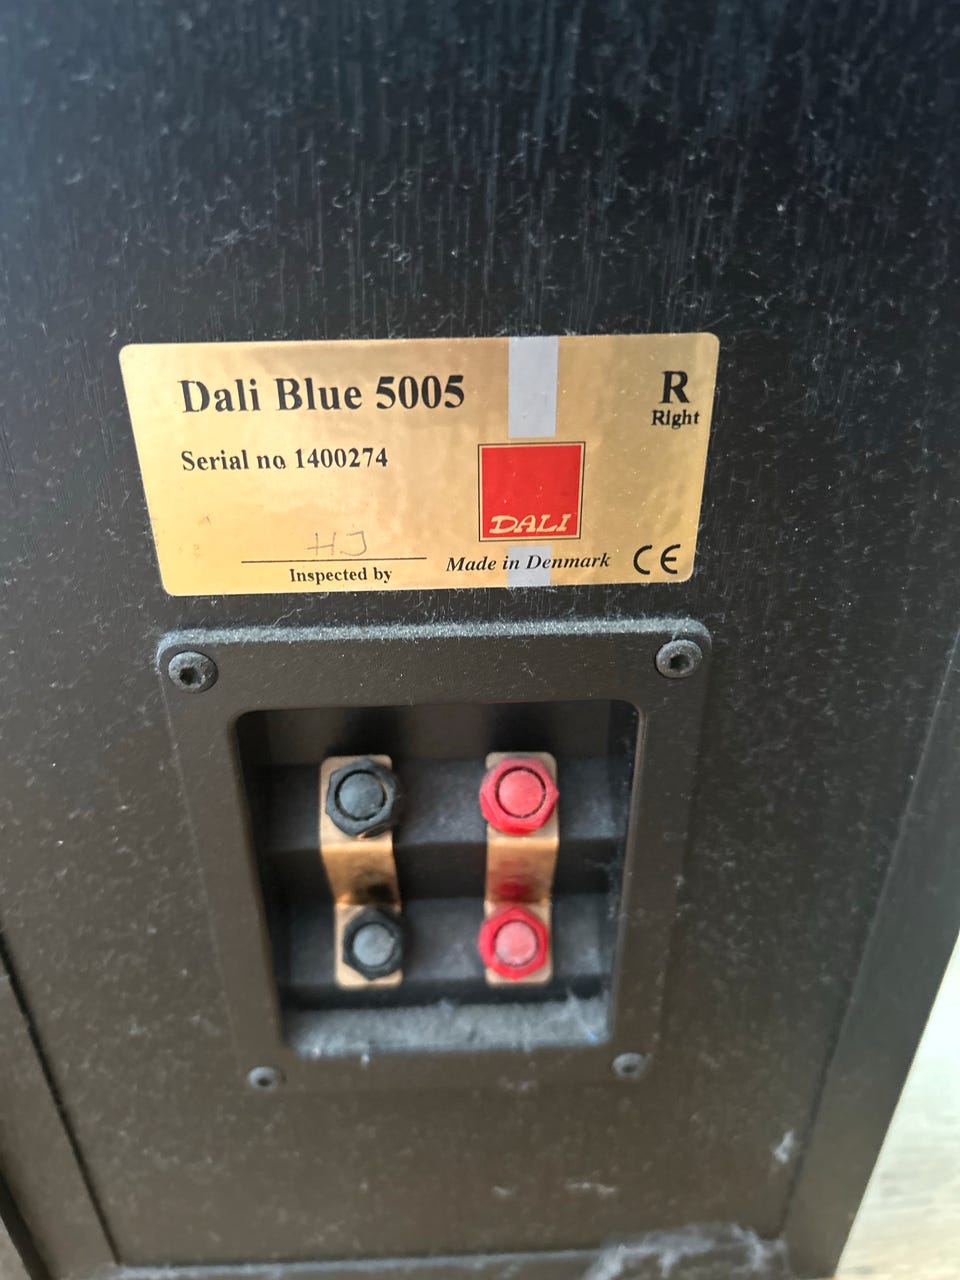 Dali Blue 5005
R
Right
Serial no. 1400274
DALI
HJ
Inspected by
Made in Denmark
CE